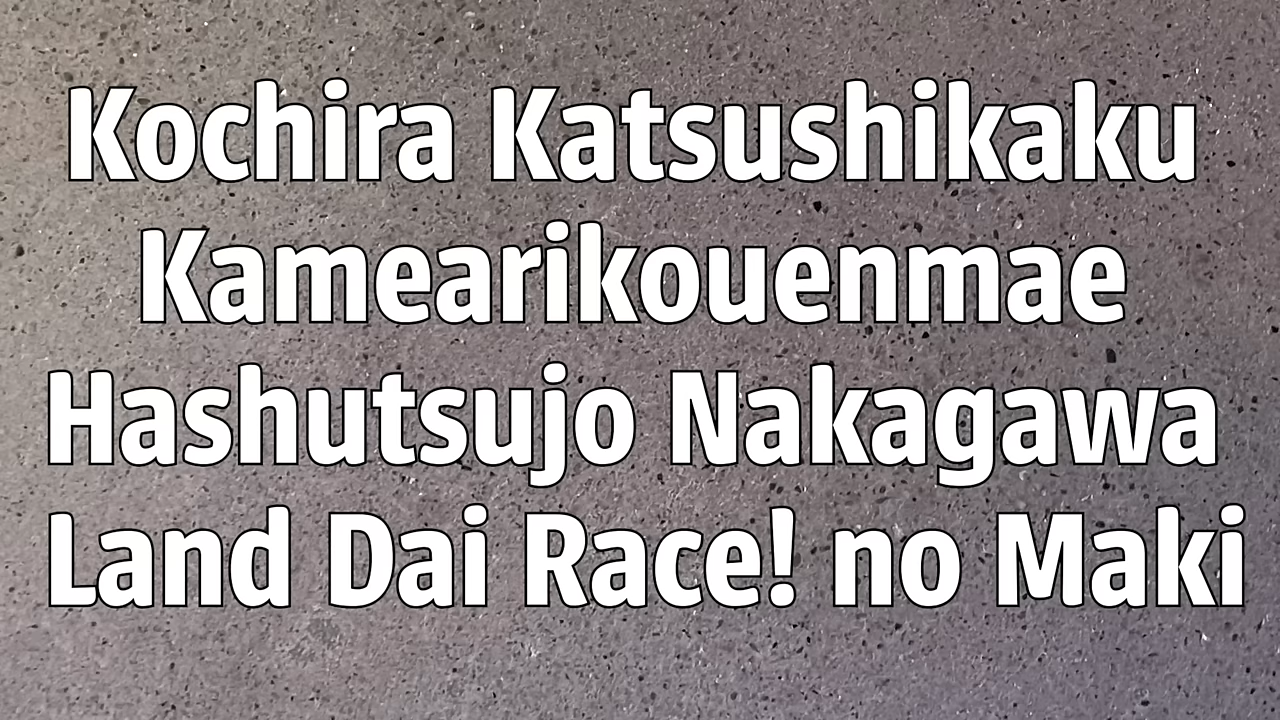 Kochira Katsushikaku
Kamearikouenmae
Hashutsujo Nakagawa
Land Dai Race! no Maki